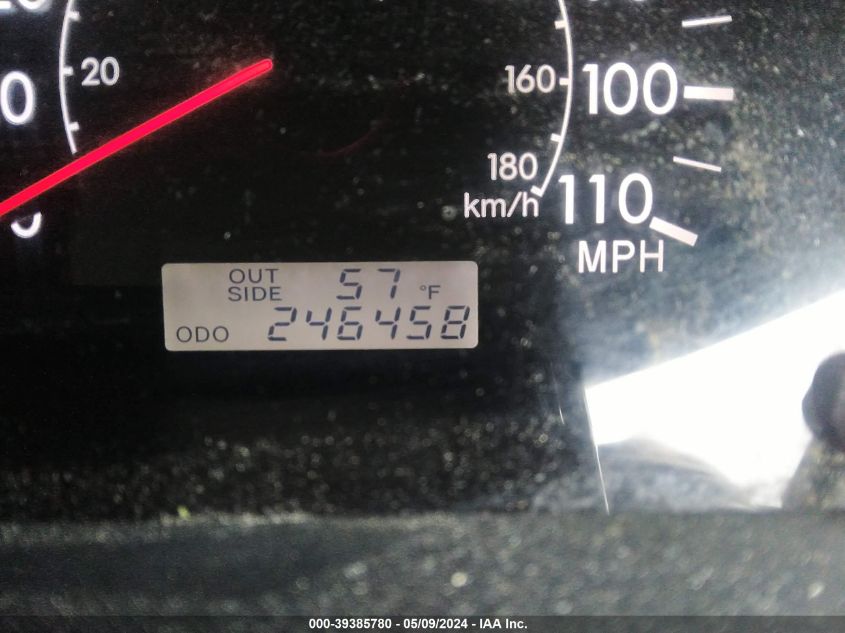 20
160
100
180
km/h
110
MPH
OUT SIDE 57 °F
ODO 246458
000-39385780 - 05/09/2024 - IAA Inc.